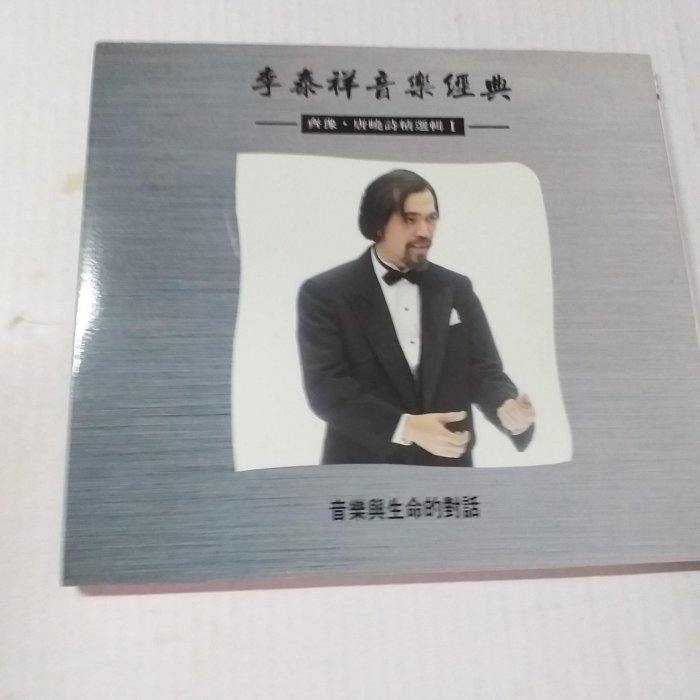 李泰祥音樂經典
齊豫、唐曉詩精選輯 I
音樂與生命的對話